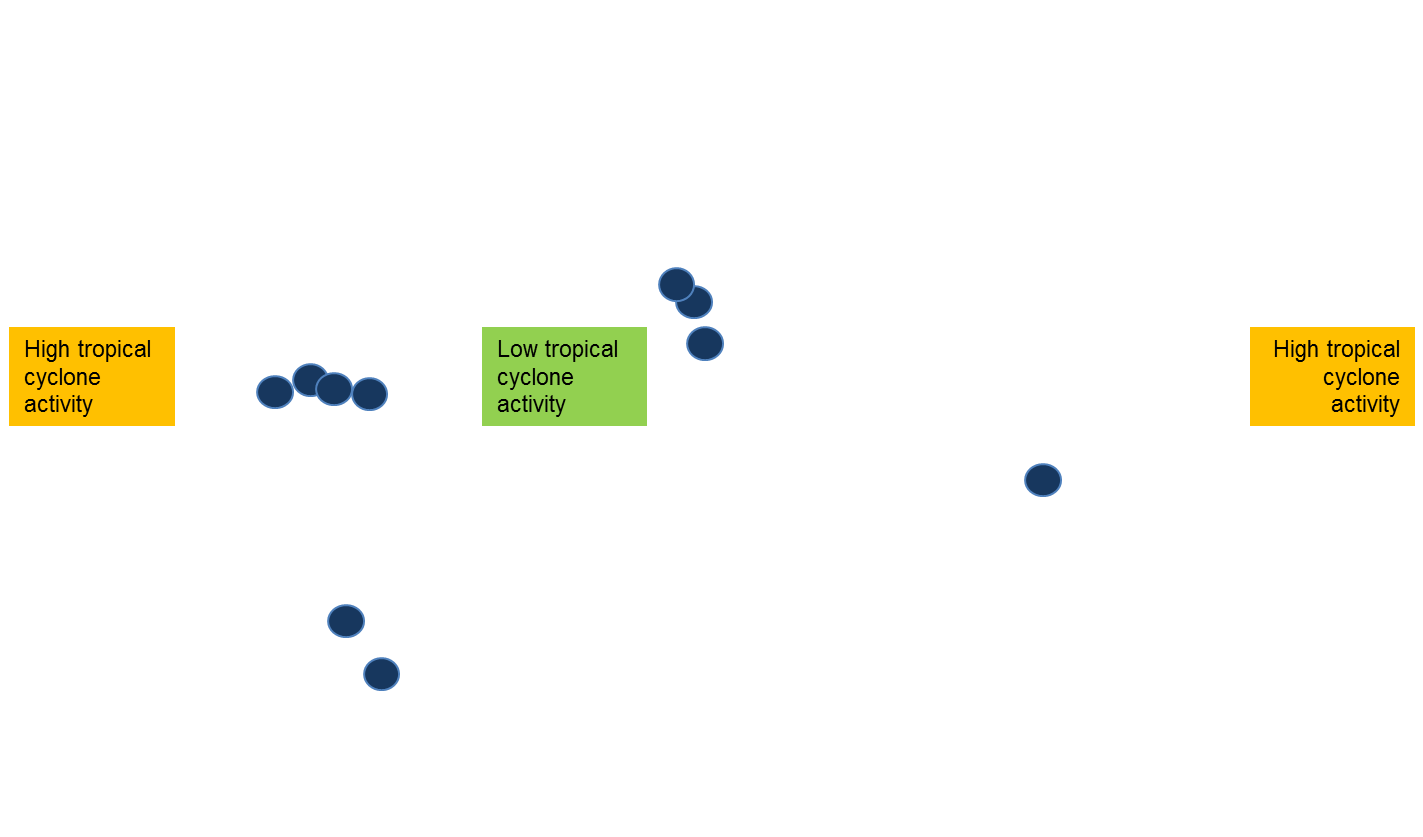 High tropical
cyclone
activity
Low tropical
cyclone
activity
High tropical
cyclone
activity